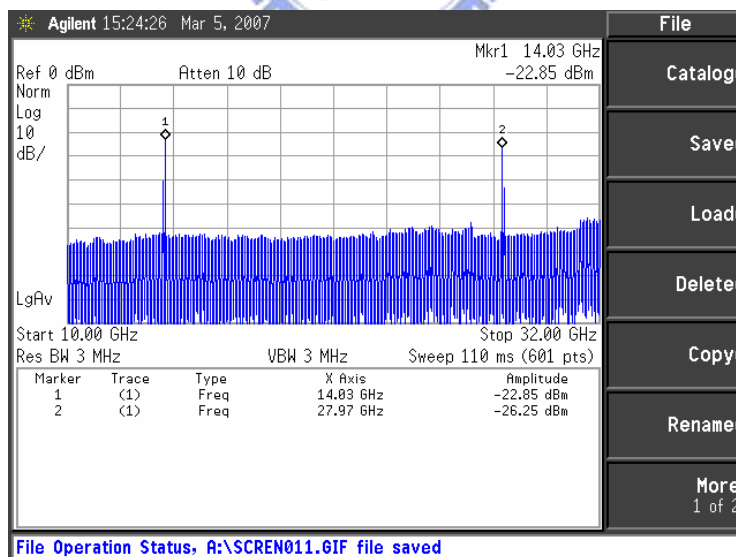 Agilent 15:24:26 Mar 5, 2007
File
Mkr1 14.03 GHz
Ref 0 dBm Atten 10 dB -22.85 dBm
Norm
Log
10
dB/
1
2
LgAv
Start 10.00 GHz Stop 32.00 GHz
Res BW 3 MHz VBW 3 MHz Sweep 110 ms (601 pts)
Marker Trace Type X Axis Amplitude
1 (1) Freq 14.03 GHz -22.85 dBm
2 (1) Freq 27.97 GHz -26.25 dBm
Catalog
Save
Load
Delete
Copy
Rename
More
1 of 2
File Operation Status, A:\SCREN011.GIF file saved